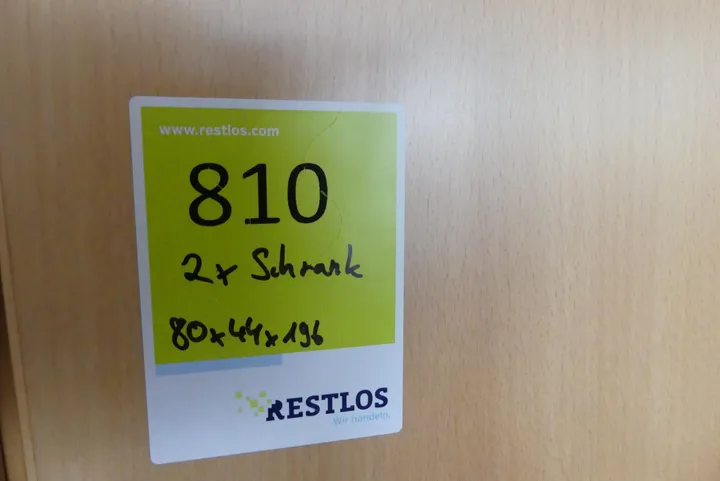 www.restlos.com
810
2x Schrank
80x44x196
RESTLOS
Wir handeln.